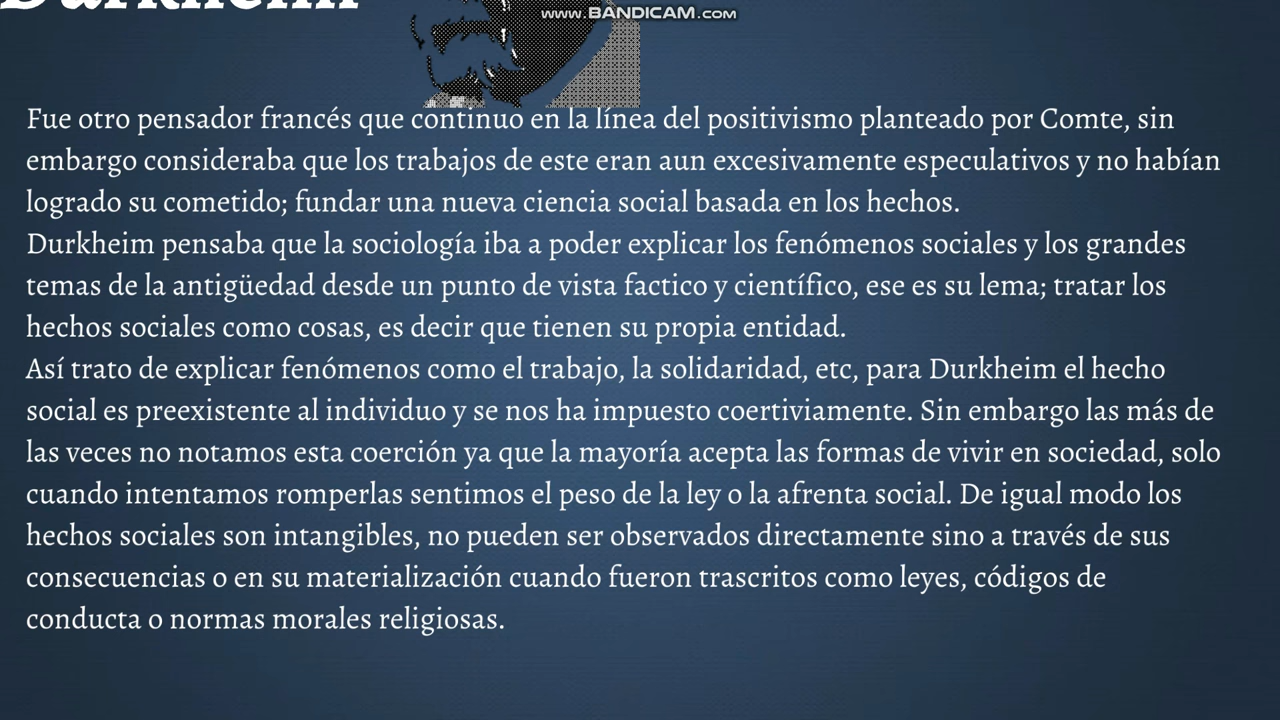 Durkheim
www.BANDICAM.com
Fue otro pensador francés que continuo en la línea del positivismo planteado por Comte, sin
embargo consideraba que los trabajos de este eran aun excesivamente especulativos y no habían
logrado su cometido; fundar una nueva ciencia social basada en los hechos.
Durkheim pensaba que la sociología iba a poder explicar los fenómenos sociales y los grandes
temas de la antigüedad desde un punto de vista factico y científico, ese es su lema; tratar los
hechos sociales como cosas, es decir que tienen su propia entidad.
Así trato de explicar fenómenos como el trabajo, la solidaridad, etc, para Durkheim el hecho
social es preexistente al individuo y se nos ha impuesto coertiviamente. Sin embargo las más de
las veces no notamos esta coerción ya que la mayoría acepta las formas de vivir en sociedad, solo
cuando intentamos romperlas sentimos el peso de la ley o la afrenta social. De igual modo los
hechos sociales son intangibles, no pueden ser observados directamente sino a través de sus
consecuencias o en su materialización cuando fueron trascritos como leyes, códigos de
conducta o normas morales religiosas.